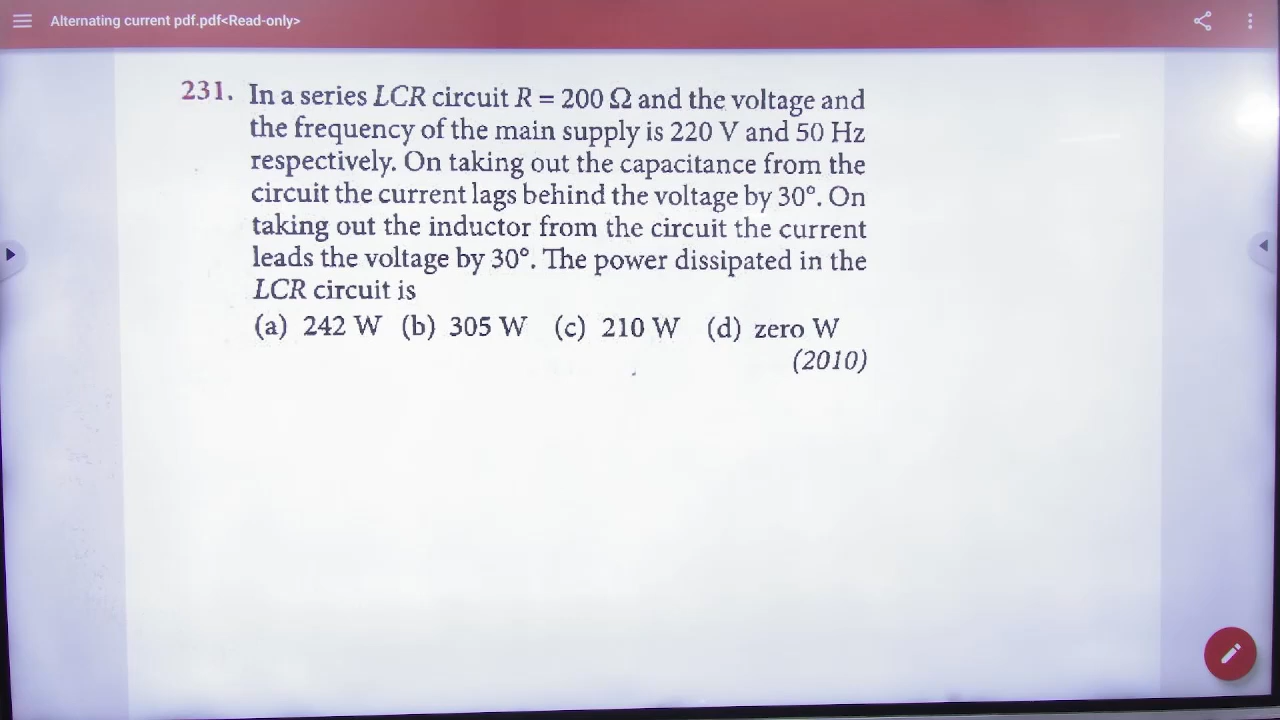 Alternating current pdf.pdf<Read-only>
231. In a series LCR circuit R = 200 Ω and the voltage and
the frequency of the main supply is 220 V and 50 Hz
respectively. On taking out the capacitance from the
circuit the current lags behind the voltage by 30°. On
taking out the inductor from the circuit the current
leads the voltage by 30°. The power dissipated in the
LCR circuit is
(a) 242 W (b) 305 W (c) 210 W (d) zero W
(2010)